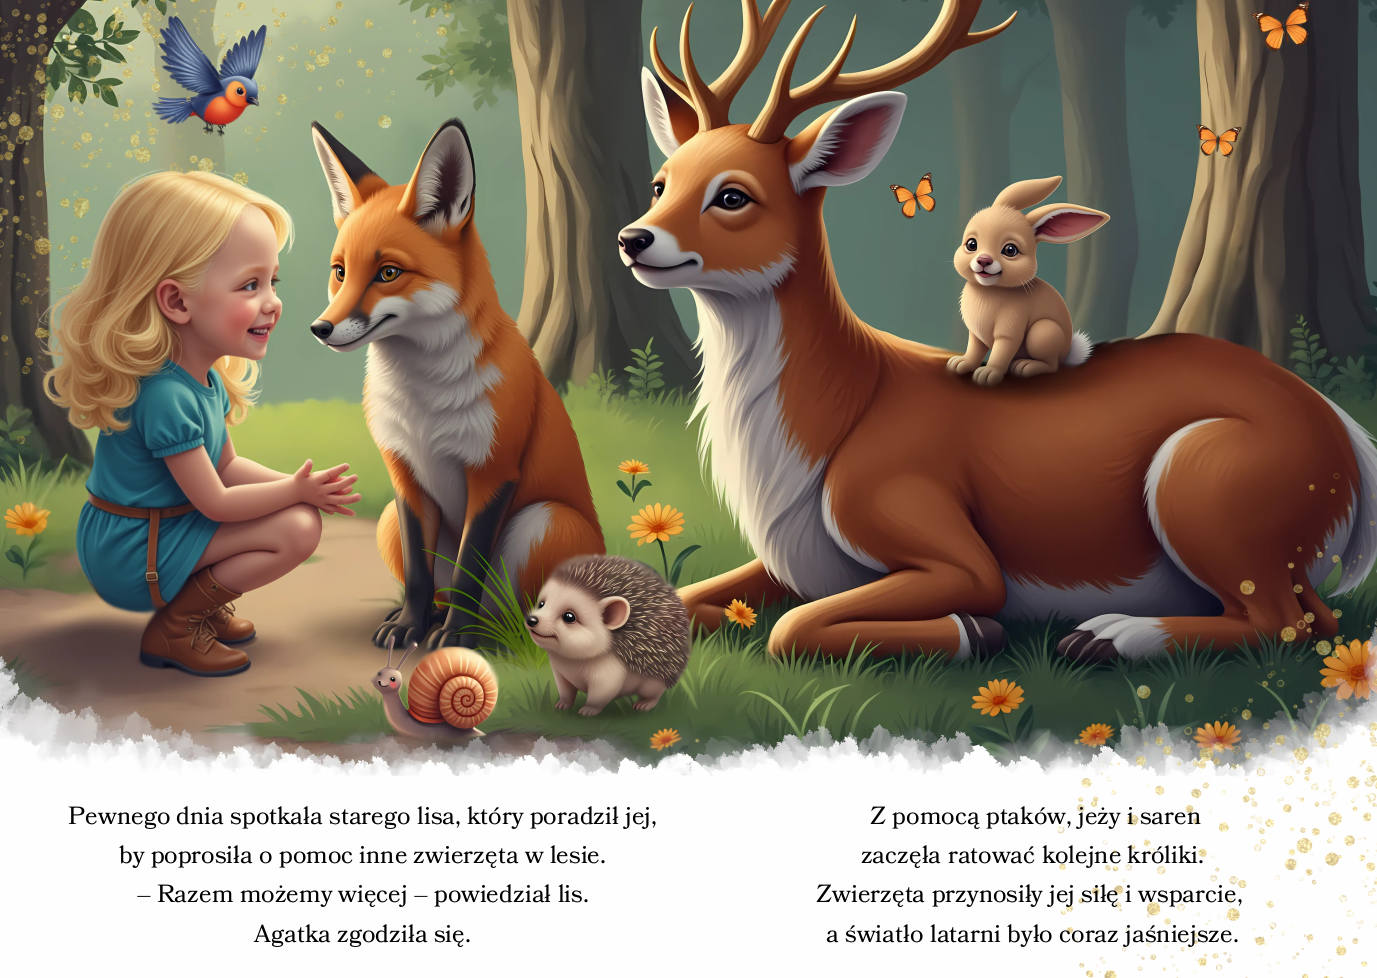 Pewnego dnia spotkała starego lisa, który poradził jej,
by poprosiła o pomoc inne zwierzęta w lesie.
– Razem możemy więcej – powiedział lis.
Agatka zgodziła się.
Z pomocą ptaków, jeży i saren
zaczęła ratować kolejne króliki.
Zwierzęta przynosiły jej siłę i wsparcie,
a światło latarni było coraz jaśniejsze.